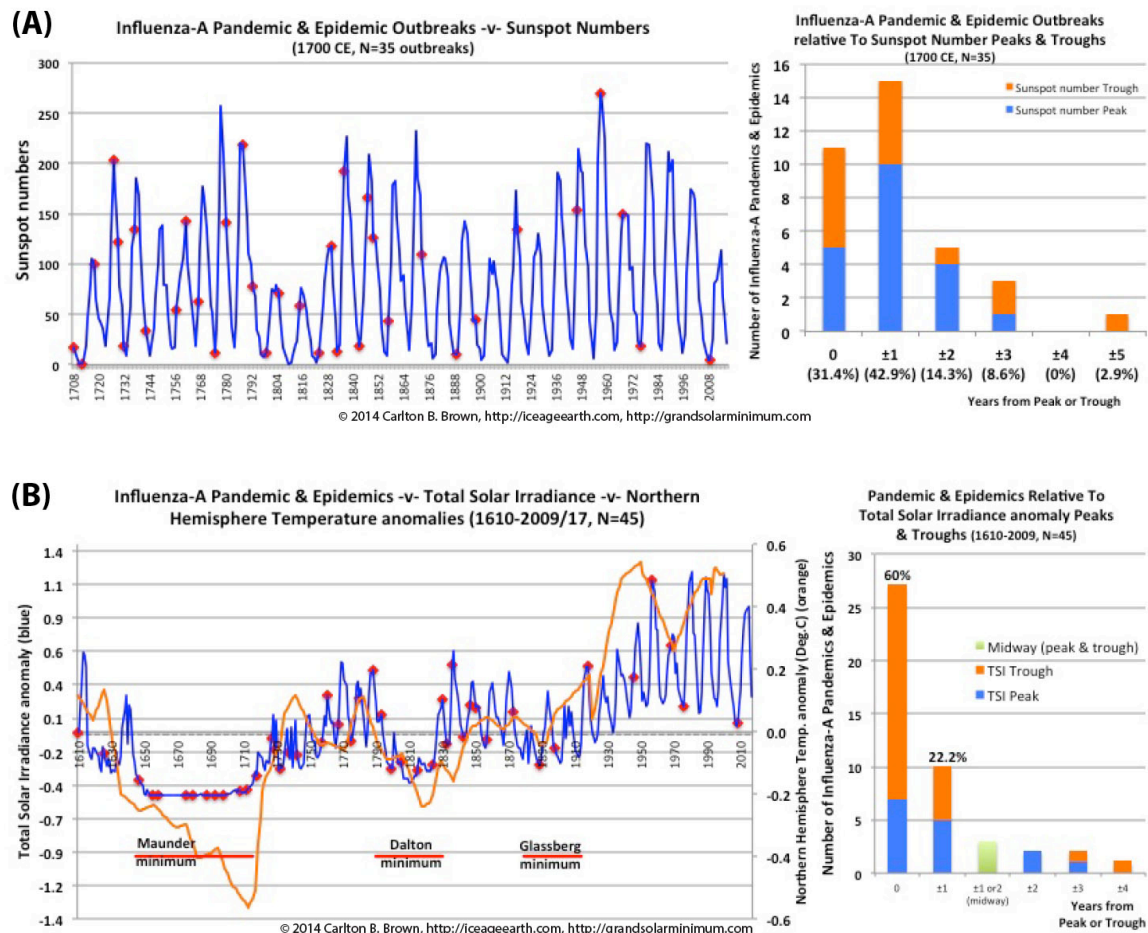 (A)
Influenza-A Pandemic & Epidemic Outbreaks -v- Sunspot Numbers
(1700 CE, N=35 outbreaks)
Sunspot numbers
300
250
200
150
100
50
0
1708 1720 1732 1744 1756 1768 1780 1792 1804 1816 1828 1840 1852 1864 1876 1888 1900 1912 1924 1936 1948 1960 1972 1984 1996 2008
Influenza-A Pandemic & Epidemic Outbreaks
relative To Sunspot Number Peaks & Troughs
(1700 CE, N=35)
Number of Influenza-A Pandemics & Epidemics
16
14
12
10
8
6
4
2
0
Sunspot number Trough
Sunspot number Peak
0 ±1 ±2 ±3 ±4 ±5
(31.4%) (42.9%) (14.3%) (8.6%) (0%) (2.9%)
Years from Peak or Trough
© 2014 Carlton B. Brown, http://iceageearth.com, http://grandsolarminimum.com
(B)
Influenza-A Pandemic & Epidemics -v- Total Solar Irradiance -v- Northern
Hemisphere Temperature anomalies (1610-2009/17, N=45)
Total Solar Irradiance anomaly (blue)
1.4
1.1
0.9
0.6
0.4
0.1
-0.2
-0.4
-0.7
-0.9
-1.2
-1.4
1610 1630 1650 1670 1690 1710 1730 1750 1770 1790 1810 1830 1850 1870 1890 1910 1930 1950 1970 1990 2010
Maunder
minimum
Dalton
minimum
Glassberg
minimum
0.6
0.4
0.2
0.0
-0.2
-0.4
-0.6
Northern Hemisphere Temp. anomaly (Deg.C) (orange)
Pandemic & Epidemics Relative To
Total Solar Irradiance anomaly Peaks
& Troughs (1610-2009, N=45)
Number of Influenza-A Pandemics & Epidemics
30
25
20
15
10
5
0
60%
22.2%
Midway (peak & trough)
TSI Trough
TSI Peak
0 ±1 ±1 or2 ±2 ±3 ±4
(midway)
Years from
Peak or Trough
© 2014 Carlton B. Brown, http://iceageearth.com, http://grandsolarminimum.com